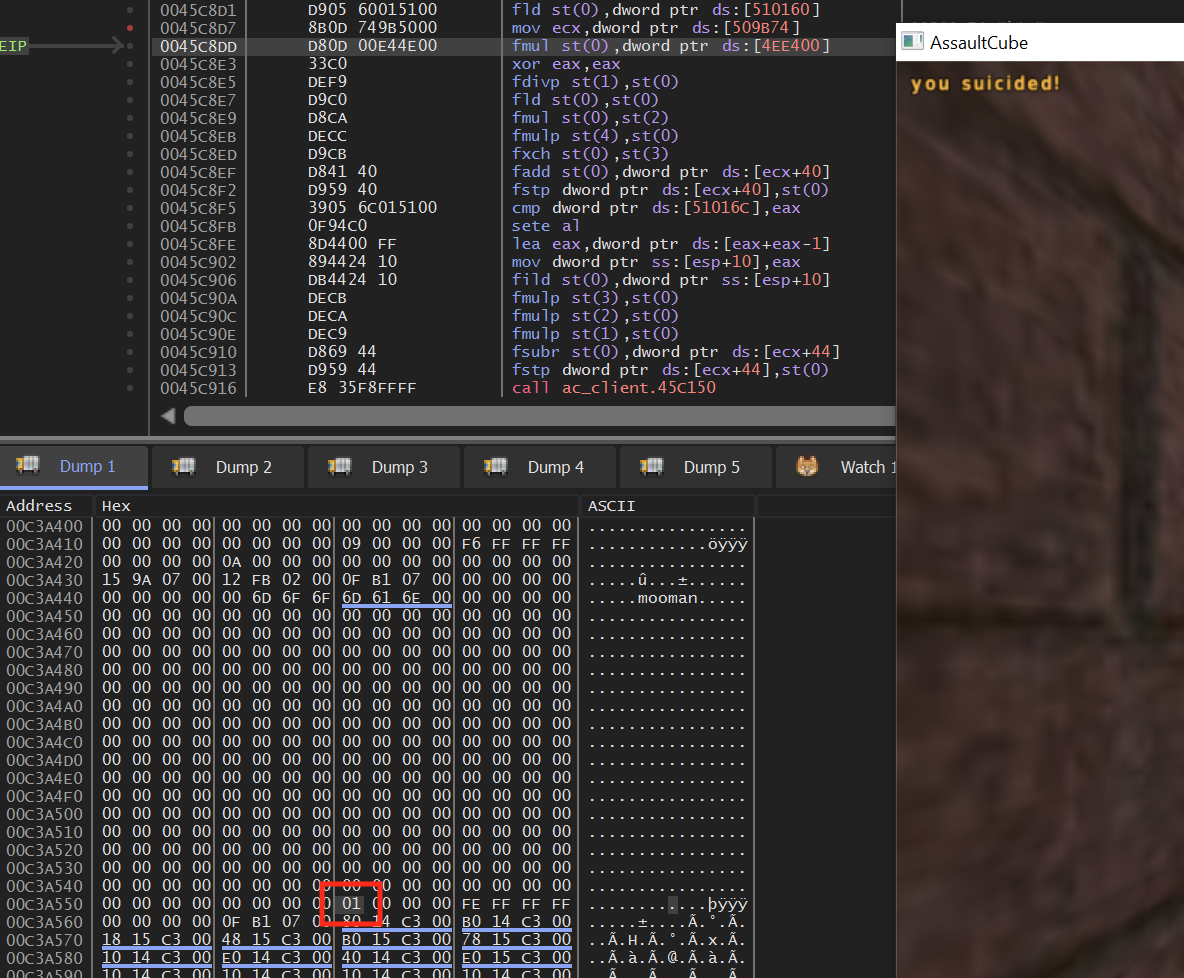 0045C8D1 D905 60015100 fld st(0),dword ptr ds:[510160]
0045C8D7 8B0D 749B5000 mov ecx,dword ptr ds:[509B74]
EIP 0045C8DD D80D 00E44E00 fmul st(0),dword ptr ds:[4EE400]
0045C8E3 33C0 xor eax,eax
0045C8E5 DEF9 fdivp st(1),st(0)
0045C8E7 D9C0 fld st(0),st(0)
0045C8E9 D8CA fmul st(0),st(2)
0045C8EB DECC fmulp st(4),st(0)
0045C8ED D9CB fxch st(0),st(3)
0045C8EF D841 40 fadd st(0),dword ptr ds:[ecx+40]
0045C8F2 D959 40 fstp dword ptr ds:[ecx+40],st(0)
0045C8F5 3905 6C015100 cmp dword ptr ds:[51016C],eax
0045C8FB 0F94C0 sete al
0045C8FE 8D4400 FF lea eax,dword ptr ds:[eax+eax-1]
0045C902 894424 10 mov dword ptr ss:[esp+10],eax
0045C906 DB4424 10 fild st(0),dword ptr ss:[esp+10]
0045C90A DECB fmulp st(3),st(0)
0045C90C DECA fmulp st(2),st(0)
0045C90E DEC9 fmulp st(1),st(0)
0045C910 D869 44 fsubr st(0),dword ptr ds:[ecx+44]
0045C913 D959 44 fstp dword ptr ds:[ecx+44],st(0)
0045C916 E8 35F8FFFF call ac_client.45C150
AssaultCube
you suicided!
Dump 1 Dump 2 Dump 3 Dump 4 Dump 5 Watch 1
Address Hex ASCII
00C3A400 00 00 00 00 00 00 00 00 00 00 00 00 00 00 00 00 ................
00C3A410 00 00 00 00 00 00 00 00 09 00 00 00 F6 FF FF FF ............öÿÿÿ
00C3A420 00 00 00 00 0A 00 00 00 00 00 00 00 00 00 00 00 ................
00C3A430 15 9A 07 00 12 FB 02 00 0F B1 07 00 00 00 00 00 .....û...±......
00C3A440 00 00 00 00 00 6D 6F 6F 6D 61 6E 00 00 00 00 00 .....mooman.....
00C3A450 00 00 00 00 00 00 00 00 00 00 00 00 00 00 00 00 ................
00C3A460 00 00 00 00 00 00 00 00 00 00 00 00 00 00 00 00 ................
00C3A470 00 00 00 00 00 00 00 00 00 00 00 00 00 00 00 00 ................
00C3A480 00 00 00 00 00 00 00 00 00 00 00 00 00 00 00 00 ................
00C3A490 00 00 00 00 00 00 00 00 00 00 00 00 00 00 00 00 ................
00C3A4A0 00 00 00 00 00 00 00 00 00 00 00 00 00 00 00 00 ................
00C3A4B0 00 00 00 00 00 00 00 00 00 00 00 00 00 00 00 00 ................
00C3A4C0 00 00 00 00 00 00 00 00 00 00 00 00 00 00 00 00 ................
00C3A4D0 00 00 00 00 00 00 00 00 00 00 00 00 00 00 00 00 ................
00C3A4E0 00 00 00 00 00 00 00 00 00 00 00 00 00 00 00 00 ................
00C3A4F0 00 00 00 00 00 00 00 00 00 00 00 00 00 00 00 00 ................
00C3A500 00 00 00 00 00 00 00 00 00 00 00 00 00 00 00 00 ................
00C3A510 00 00 00 00 00 00 00 00 00 00 00 00 00 00 00 00 ................
00C3A520 00 00 00 00 00 00 00 00 00 00 00 00 00 00 00 00 ................
00C3A530 00 00 00 00 00 00 00 00 00 00 00 00 00 00 00 00 ................
00C3A540 00 00 00 00 00 00 00 00 00 00 00 00 00 00 00 00 ................
00C3A550 00 00 00 00 00 00 00 00 01 00 00 00 FE FF FF FF ............þÿÿÿ
00C3A560 00 00 00 00 0F B1 07 00 80 14 C3 00 B0 14 C3 00 .....±....Ã.°.Ã.
00C3A570 18 15 C3 00 48 15 C3 00 B0 15 C3 00 78 15 C3 00 ..Ã.H.Ã.°.Ã.x.Ã.
00C3A580 10 14 C3 00 E0 14 C3 00 40 14 C3 00 E0 15 C3 00 ..Ã.à.Ã.@.Ã.à.Ã.
00C3A590 10 14 C3 00 10 14 C3 00 10 14 C3 00 10 14 C3 00